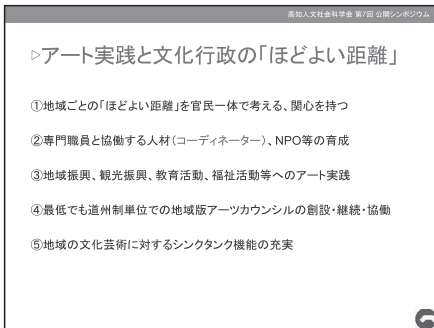 高知人文社会科学会 第7回 公開シンポジウム
▷アート実践と文化行政の「ほどよい距離」
①地域ごとの「ほどよい距離」を官民一体で考える、関心を持つ
②専門職員と協働する人材(コーディネーター)、NPO等の育成
③地域振興、観光振興、教育活動、福祉活動等へのアート実践
④最低でも道州制単位での地域版アーツカウンシルの創設・継続・協働
⑤地域の文化芸術に対するシンクタンク機能の充実